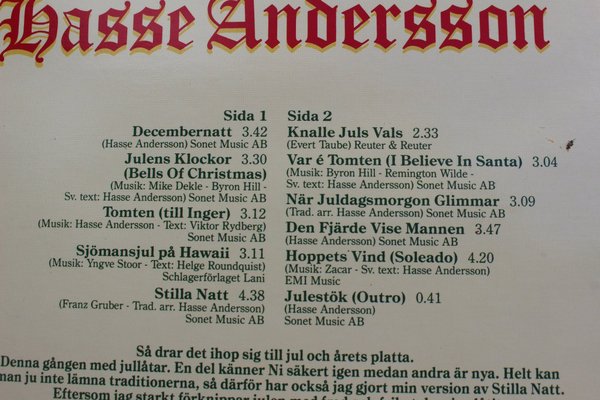 Hasse Andersson
Sida 1
Decembernatt 3.42
(Hasse Andersson) Sonet Music AB
Julens Klockor 3.30
(Bells Of Christmas)
(Musik: Mike Dekle - Byron Hill -
Sv. text: Hasse Andersson) Sonet Music AB
Tomten (till Inger) 3.12
(Musik: Hasse Andersson - Text: Viktor Rydberg)
Sonet Music AB
Sjömansjul på Hawaii 3.11
(Musik: Yngve Stoor - Text: Helge Roundquist)
Schlagerförlaget Lani
Stilla Natt 4.38
(Franz Gruber - Trad. arr. Hasse Andersson)
Sonet Music AB
Sida 2
Knalle Juls Vals 2.33
(Evert Taube) Reuter & Reuter
Var é Tomten (I Believe In Santa) 3.04
(Musik: Byron Hill - Remington Wilde -
Sv. text: Hasse Andersson) Sonet Music AB
När Juldagsmorgon Glimmar 3.09
(Trad. arr. Hasse Andersson) Sonet Music AB
Den Fjärde Vise Mannen 3.47
(Hasse Andersson) Sonet Music AB
Hoppets Vind (Soleado) 4.20
(Musik: Zacar - Sv. text: Hasse Andersson)
EMI Music
Julestök (Outro) 0.41
(Hasse Andersson)
Sonet Music AB
Så drar det ihop sig till jul och årets platta.
Denna gången med jullåtar. En del känner Ni säkert igen medan andra är nya. Helt kan
man ju inte lämna traditionerna, så därför har också jag gjort min version av Stilla Natt.
Eftersom jag starkt förknippar julen med